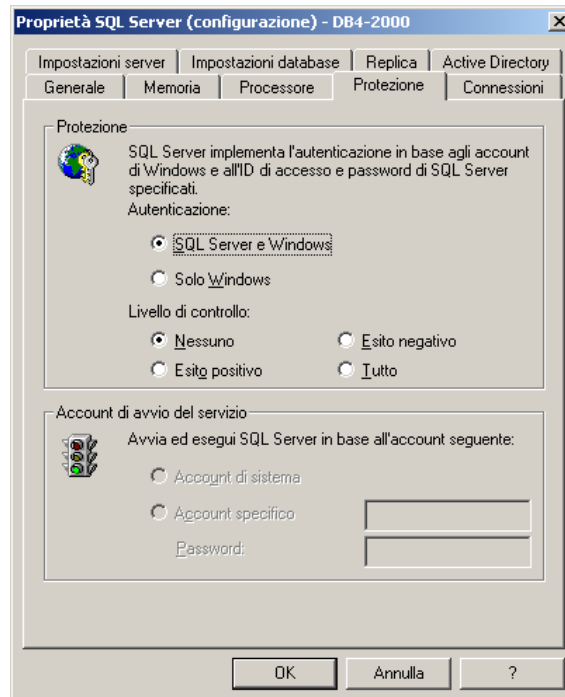 Proprietà SQL Server (configurazione) - DB4-2000
Impostazioni server Impostazioni database Replica Active Directory
Generale Memoria Processore Protezione Connessioni
Protezione
SQL Server implementa l'autenticazione in base agli account
di Windows e all'ID di accesso e password di SQL Server
specificati.
Autenticazione:
SQL Server e Windows
Solo Windows
Livello di controllo:
Nessuno Esito negativo
Esito positivo Tutto
Account di avvio del servizio
Avvia ed esegui SQL Server in base all'account seguente:
Account di sistema
Account specifico
Password:
OK Annulla ?